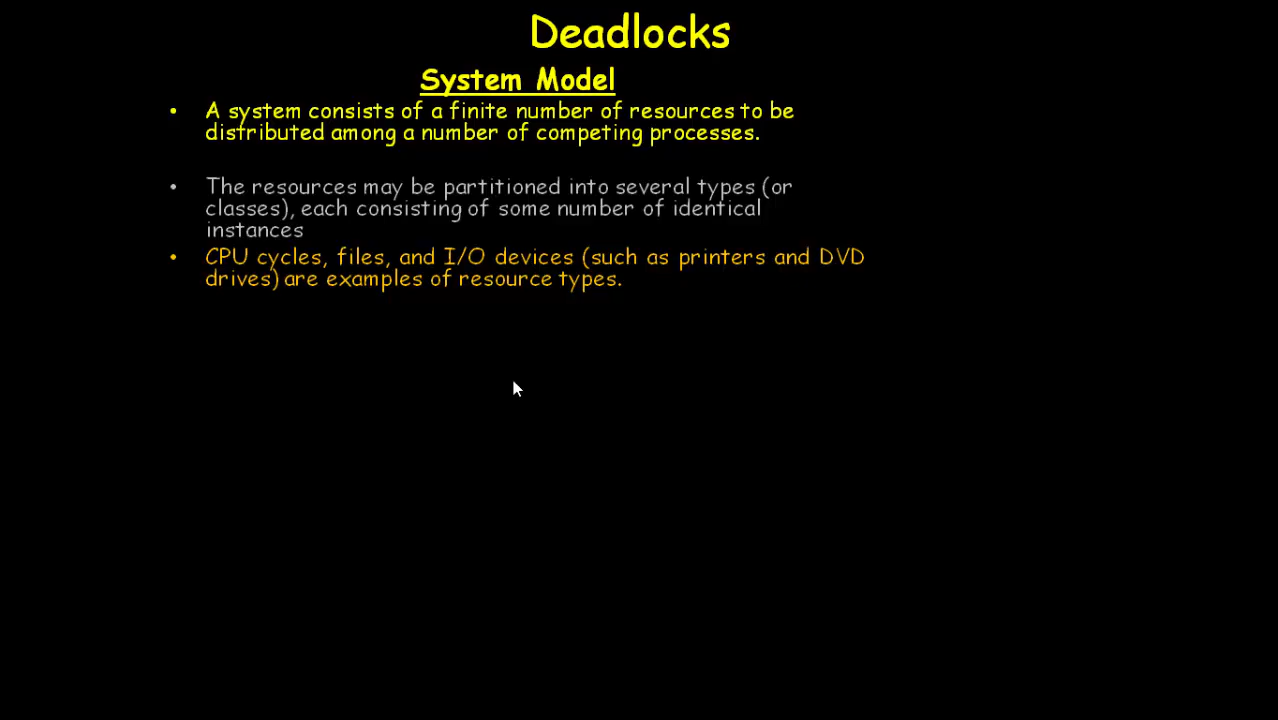 Deadlocks
System Model
• A system consists of a finite number of resources to be
distributed among a number of competing processes.
• The resources may be partitioned into several types (or
classes), each consisting of some number of identical
instances
• CPU cycles, files, and I/O devices (such as printers and DVD
drives) are examples of resource types.